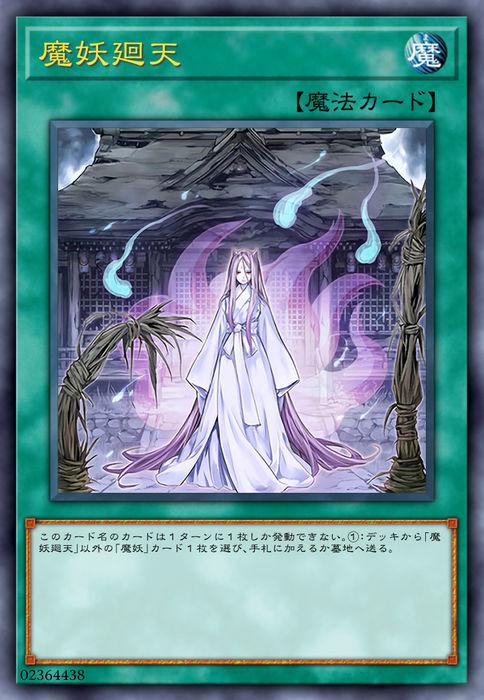 魔妖廻天
魔
【魔法カード】
このカード名のカードは1ターンに1枚しか発動できない。①:デッキから「魔
妖廻天」以外の「魔妖」カード1枚を選び、手札に加えるか墓地へ送る。
02364438